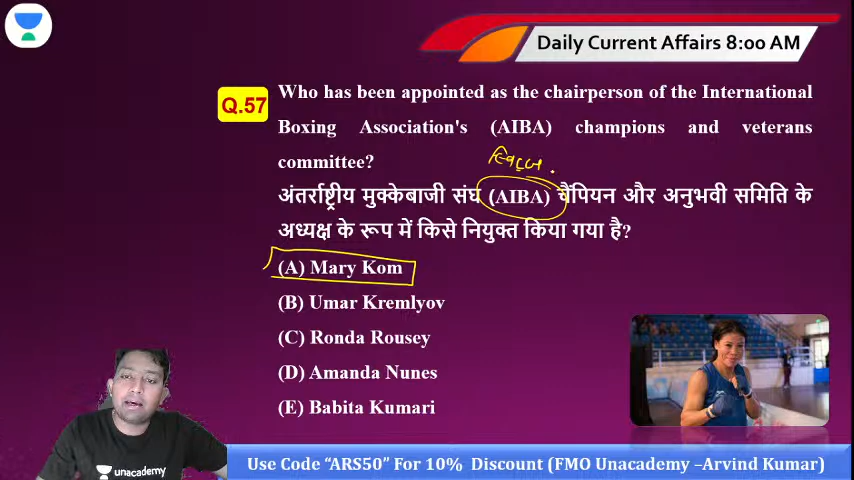 Daily Current Affairs 8:00 AM
Q.57
Who has been appointed as the chairperson of the International
Boxing Association's (AIBA) champions and veterans
committee?
अंतर्राष्ट्रीय मुक्केबाजी संघ (AIBA) चैंपियन और अनुभवी समिति के
अध्यक्ष के रूप में किसे नियुक्त किया गया है?
(A) Mary Kom
(B) Umar Kremlyov
(C) Ronda Rousey
(D) Amanda Nunes
(E) Babita Kumari
unacademy
Use Code “ARS50” For 10% Discount (FMO Unacademy –Arvind Kumar)